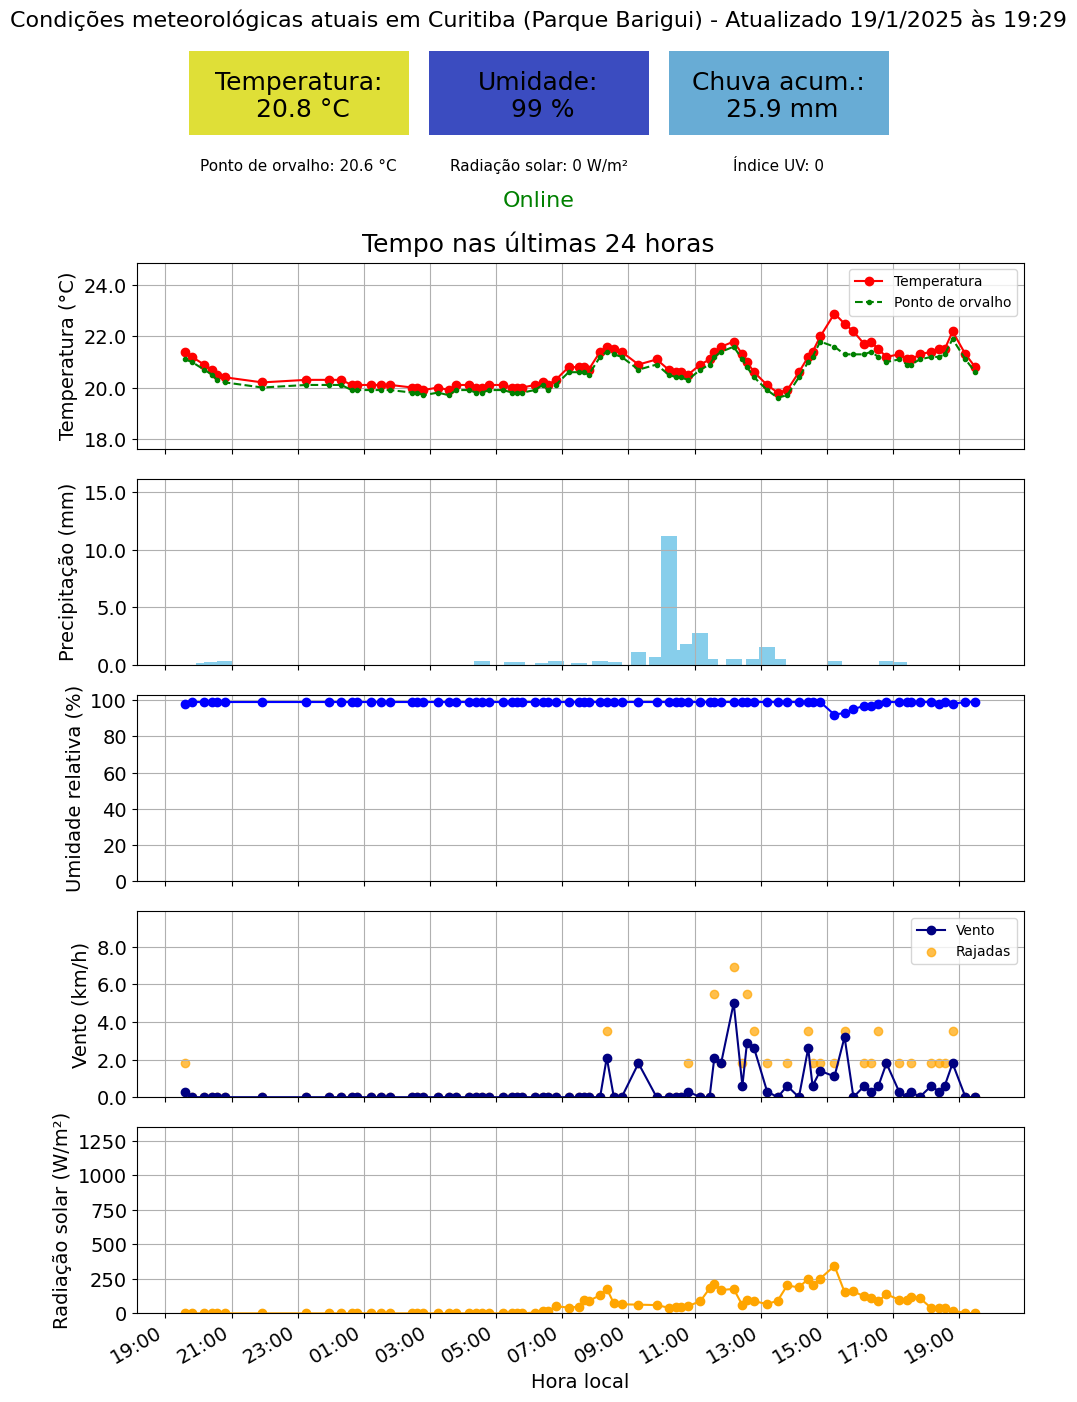 Condições meteorológicas atuais em Curitiba (Parque Barigui) - Atualizado 19/1/2025 às 19:29
Temperatura:
20.8 °C
Umidade:
99 %
Chuva acum.:
25.9 mm
Ponto de orvalho: 20.6 °C
Radiação solar: 0 W/m²
Índice UV: 0
Online
Tempo nas últimas 24 horas
Temperatura (°C)
24.0
22.0
20.0
18.0
Temperatura
Ponto de orvalho
Precipitação (mm)
15.0
10.0
5.0
0.0
Umidade relativa (%)
100
80
60
40
20
0
Vento (km/h)
8.0
6.0
4.0
2.0
0.0
Vento
Rajadas
Radiação solar (W/m²)
1250
1000
750
500
250
0
19:00
21:00
23:00
01:00
03:00
05:00
07:00
09:00
11:00
13:00
15:00
17:00
19:00
Hora local